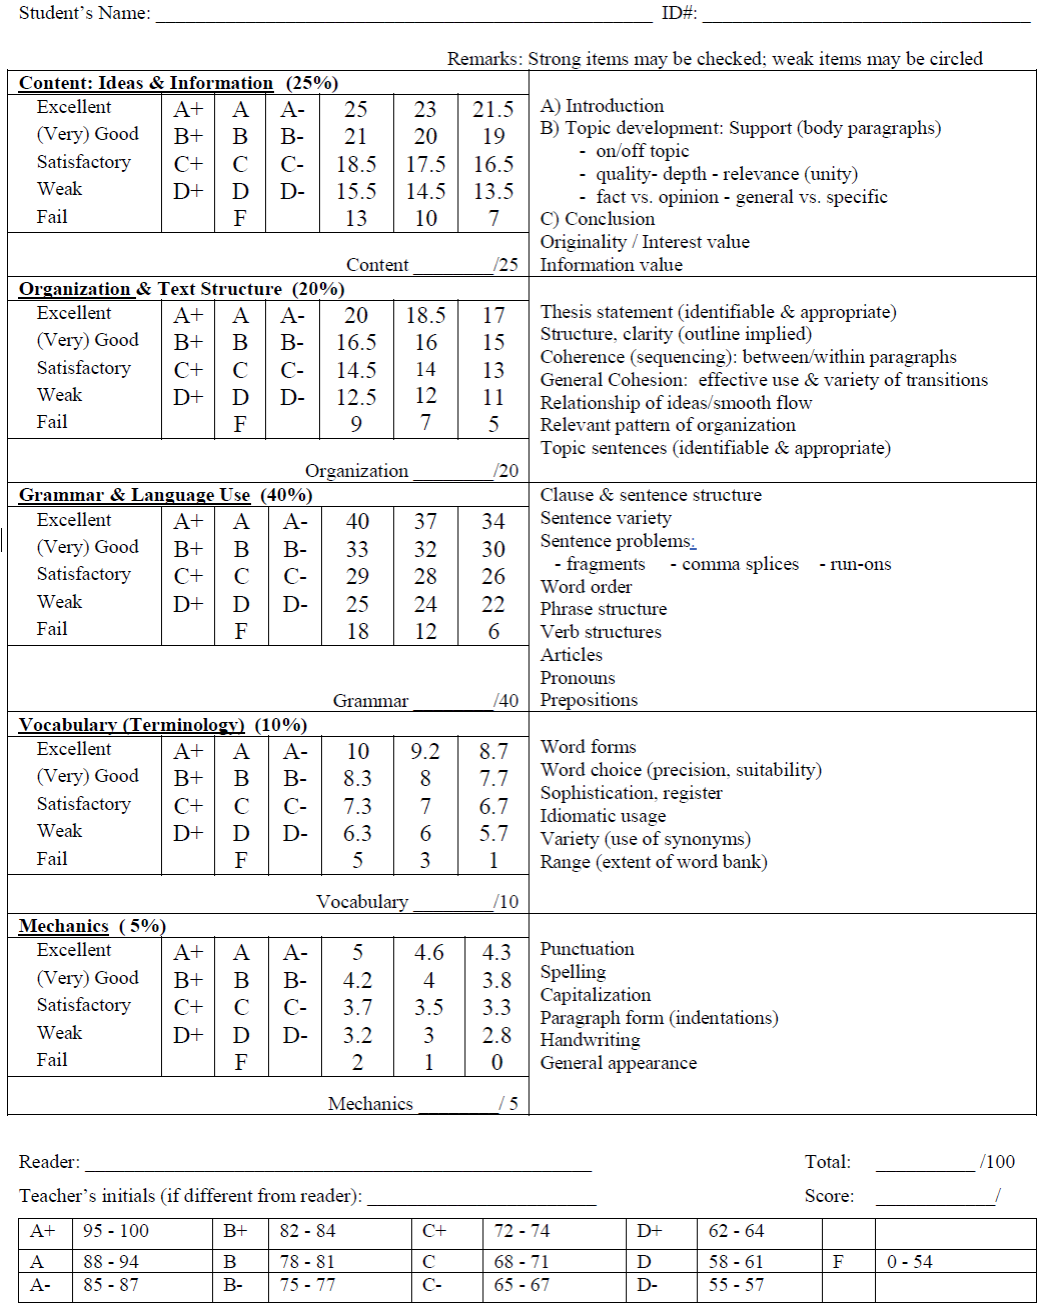 Student's Name: ______________________________ ID#: ______________________________
Remarks: Strong items may be checked; weak items may be circled
Content: Ideas & Information (25%)
Excellent A+ A A- 25 23 21.5
(Very) Good B+ B B- 21 20 19
Satisfactory C+ C C- 18.5 17.5 16.5
Weak D+ D D- 15.5 14.5 13.5
Fail F 13 10 7
Content ________/25
A) Introduction
B) Topic development: Support (body paragraphs)
- on/off topic
- quality- depth - relevance (unity)
- fact vs. opinion - general vs. specific
C) Conclusion
Originality / Interest value
Information value
Organization & Text Structure (20%)
Excellent A+ A A- 20 18.5 17
(Very) Good B+ B B- 16.5 16 15
Satisfactory C+ C C- 14.5 14 13
Weak D+ D D- 12.5 12 11
Fail F 9 7 5
Organization ________/20
Thesis statement (identifiable & appropriate)
Structure, clarity (outline implied)
Coherence (sequencing): between/within paragraphs
General Cohesion: effective use & variety of transitions
Relationship of ideas/smooth flow
Relevant pattern of organization
Topic sentences (identifiable & appropriate)
Grammar & Language Use (40%)
Excellent A+ A A- 40 37 34
(Very) Good B+ B B- 33 32 30
Satisfactory C+ C C- 29 28 26
Weak D+ D D- 25 24 22
Fail F 18 12 6
Grammar ________/40
Clause & sentence structure
Sentence variety
Sentence problems:
- fragments - comma splices - run-ons
Word order
Phrase structure
Verb structures
Articles
Pronouns
Prepositions
Vocabulary (Terminology) (10%)
Excellent A+ A A- 10 9.2 8.7
(Very) Good B+ B B- 8.3 8 7.7
Satisfactory C+ C C- 7.3 7 6.7
Weak D+ D D- 6.3 6 5.7
Fail F 5 3 1
Vocabulary ________/10
Word forms
Word choice (precision, suitability)
Sophistication, register
Idiomatic usage
Variety (use of synonyms)
Range (extent of word bank)
Mechanics ( 5%)
Excellent A+ A A- 5 4.6 4.3
(Very) Good B+ B B- 4.2 4 3.8
Satisfactory C+ C C- 3.7 3.5 3.3
Weak D+ D D- 3.2 3 2.8
Fail F 2 1 0
Mechanics ________/ 5
Punctuation
Spelling
Capitalization
Paragraph form (indentations)
Handwriting
General appearance
Reader: ______________________________ Total: __________ /100
Teacher's initials (if different from reader): ______________________ Score: ____________/
A+ 95 - 100 B+ 82 - 84 C+ 72 - 74 D+ 62 - 64
A 88 - 94 B 78 - 81 C 68 - 71 D 58 - 61 F 0 - 54
A- 85 - 87 B- 75 - 77 C- 65 - 67 D- 55 - 57